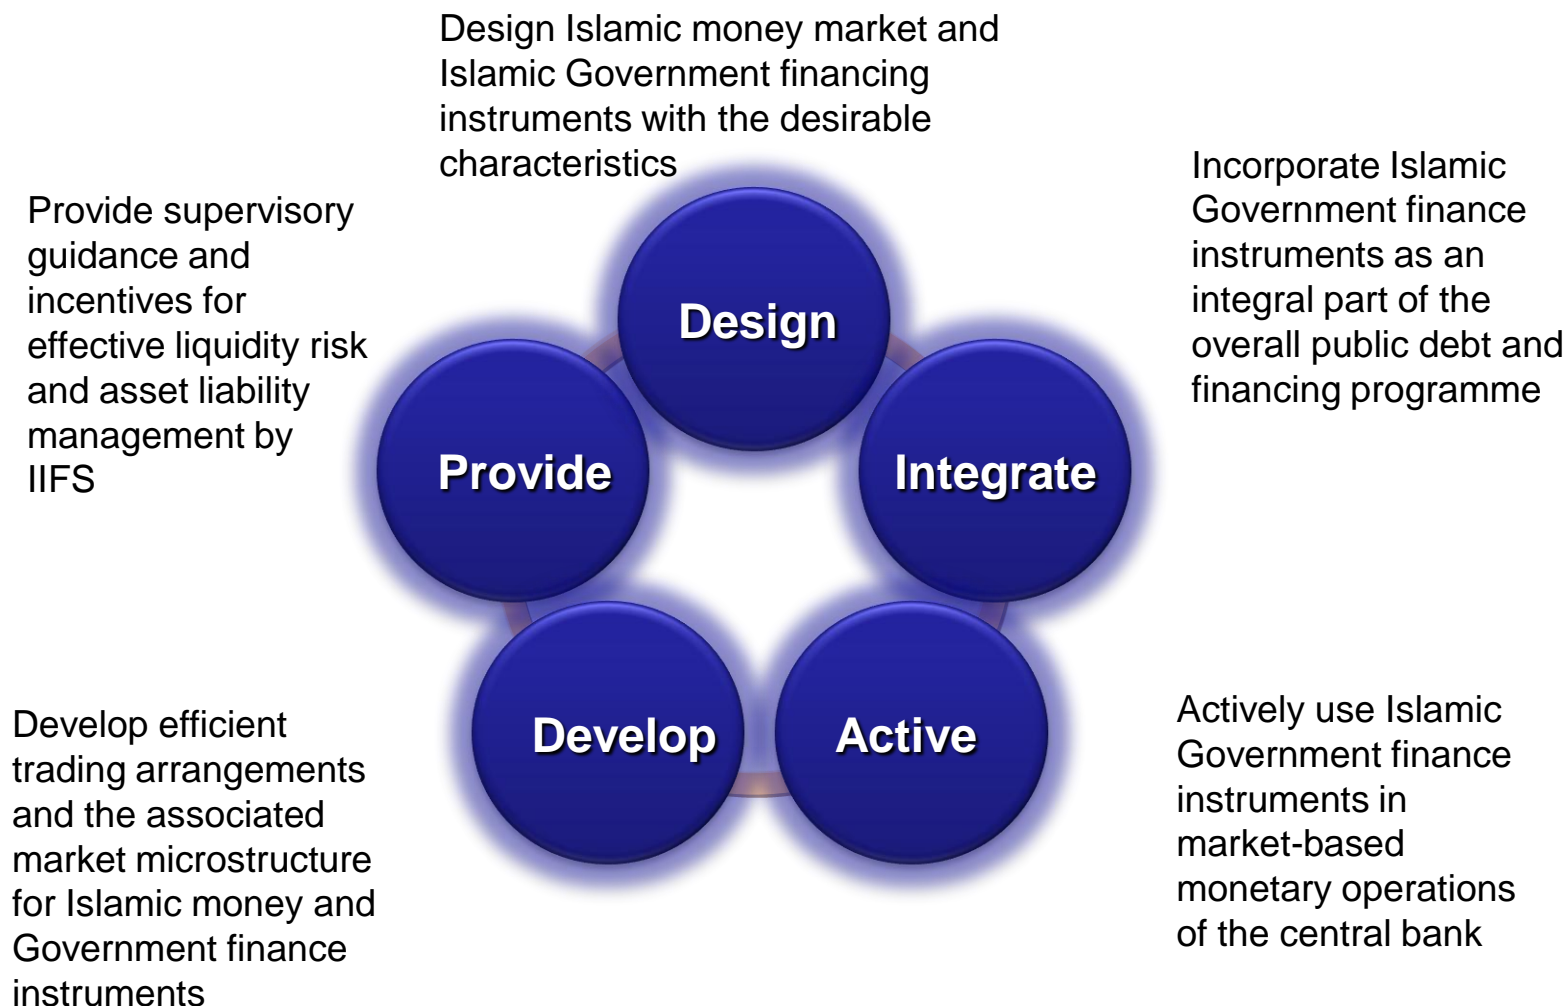 Design Islamic money market and
Islamic Government financing
instruments with the desirable
characteristics
Incorporate Islamic
Government finance
instruments as an
integral part of the
overall public debt and
financing programme
Provide supervisory
guidance and
incentives for
effective liquidity risk
and asset liability
management by
IIFS
Design
Provide
Integrate
Develop
Active
Develop efficient
trading arrangements
and the associated
market microstructure
for Islamic money and
Government finance
instruments
Actively use Islamic
Government finance
instruments in
market-based
monetary operations
of the central bank